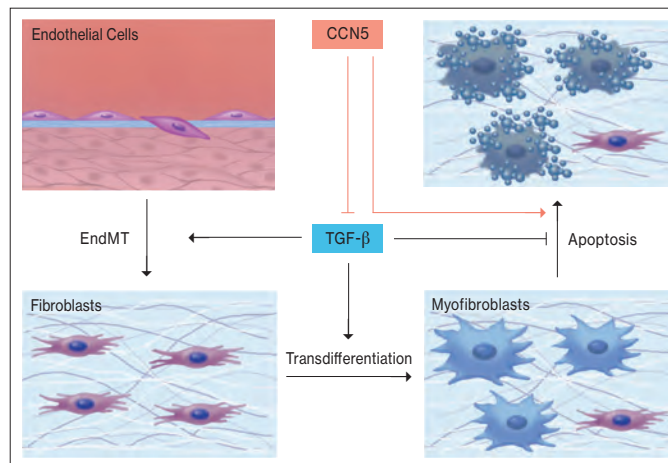 Endothelial Cells
CCN5
EndMT
TGF-β
Apoptosis
Fibroblasts
Transdifferentiation
Myofibroblasts